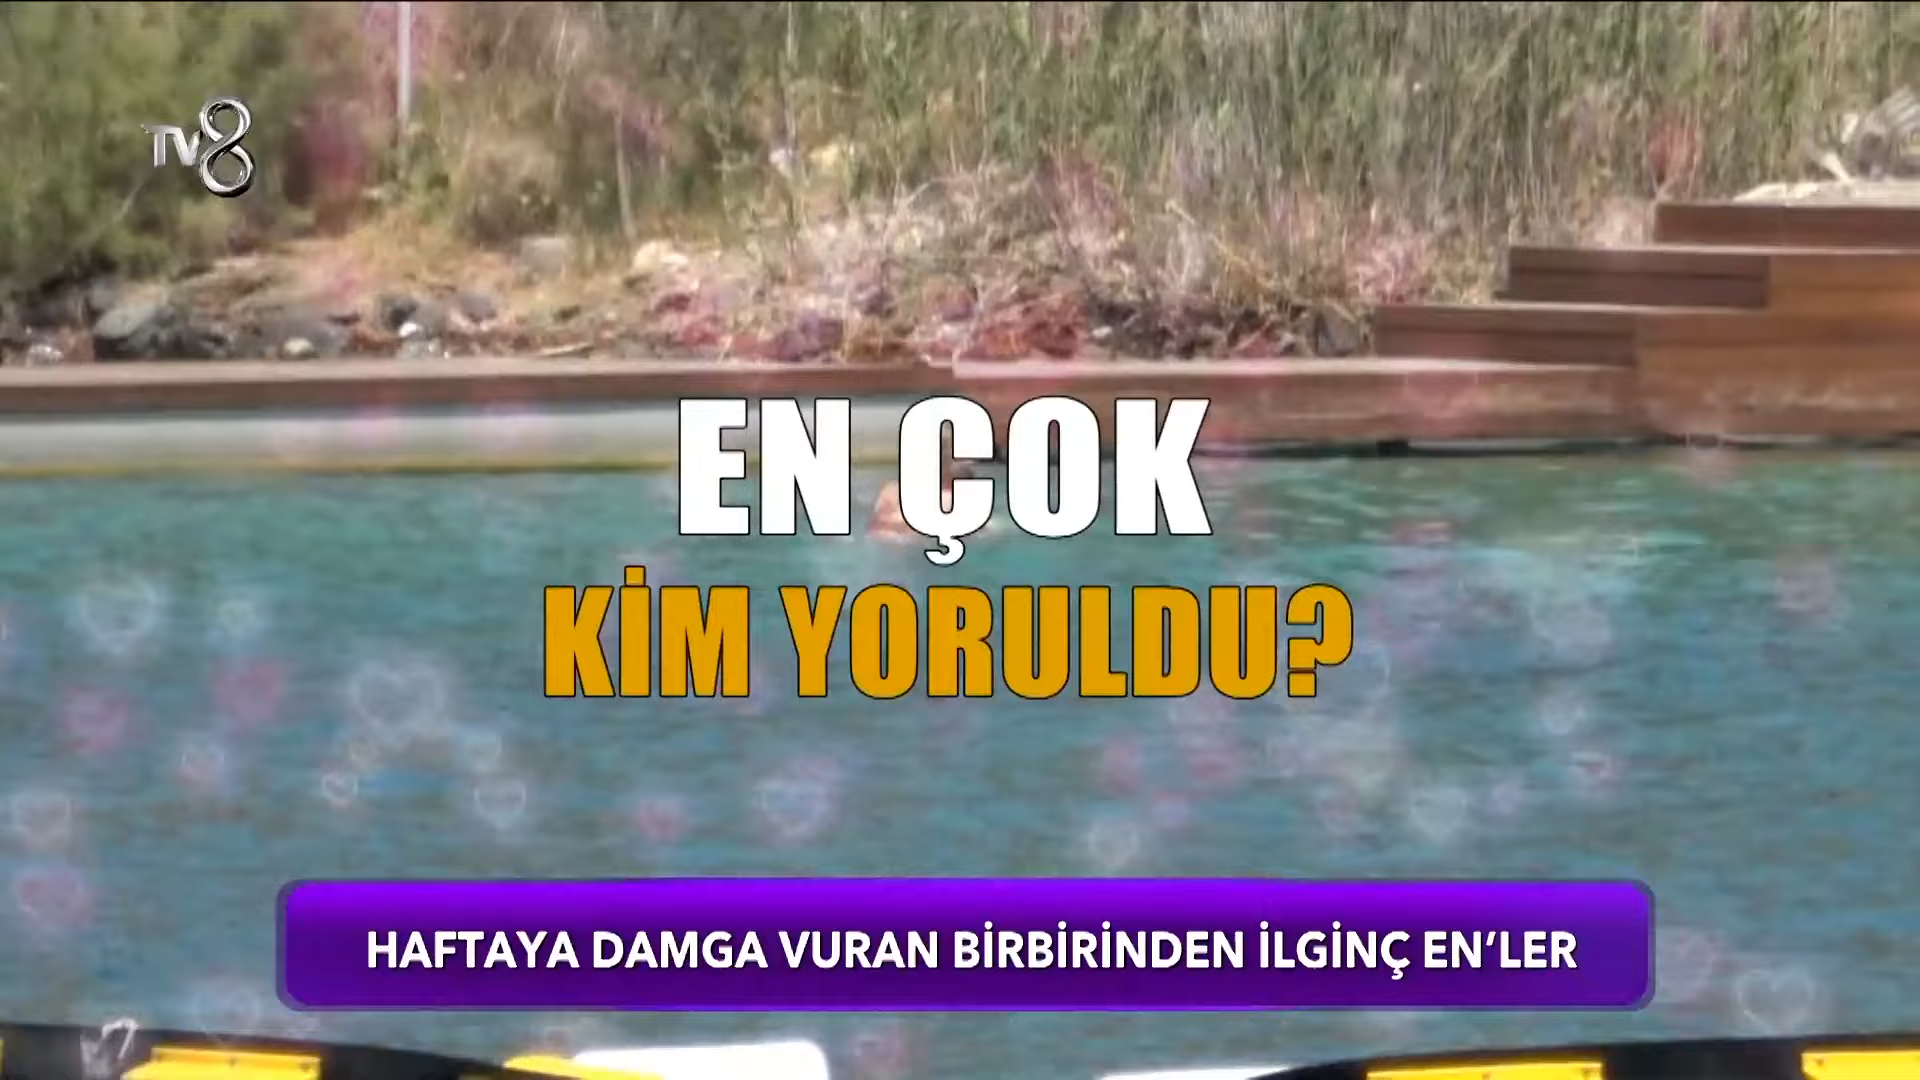 TV8
EN ÇOK
KİM YORULDU?
HAFTAYA DAMGA VURAN BİRBİRİNDEN İLGİNÇ EN’LER